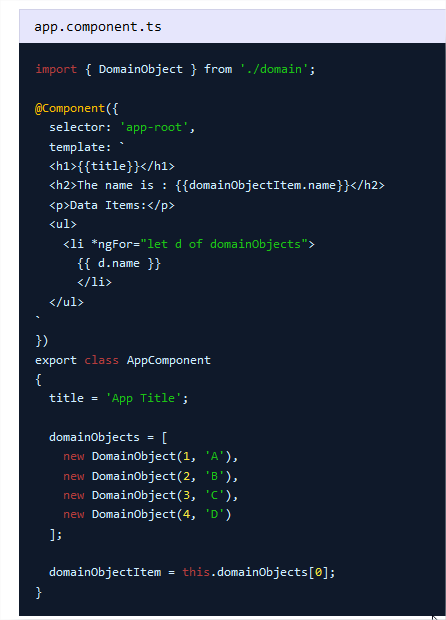 app.component.ts
import { DomainObject } from './domain';
@Component({
  selector: 'app-root',
  template: `
  <h1>{{title}}</h1>
  <h2>The name is : {{domainObjectItem.name}}</h2>
  <p>Data Items:</p>
  <ul>
    <li *ngFor="let d of domainObjects">
      {{ d.name }}
      </li>
  </ul>
`
})
export class AppComponent
{
  title = 'App Title';
  domainObjects = [
    new DomainObject(1, 'A'),
    new DomainObject(2, 'B'),
    new DomainObject(3, 'C'),
    new DomainObject(4, 'D')
  ];
  domainObjectItem = this.domainObjects[0];
}